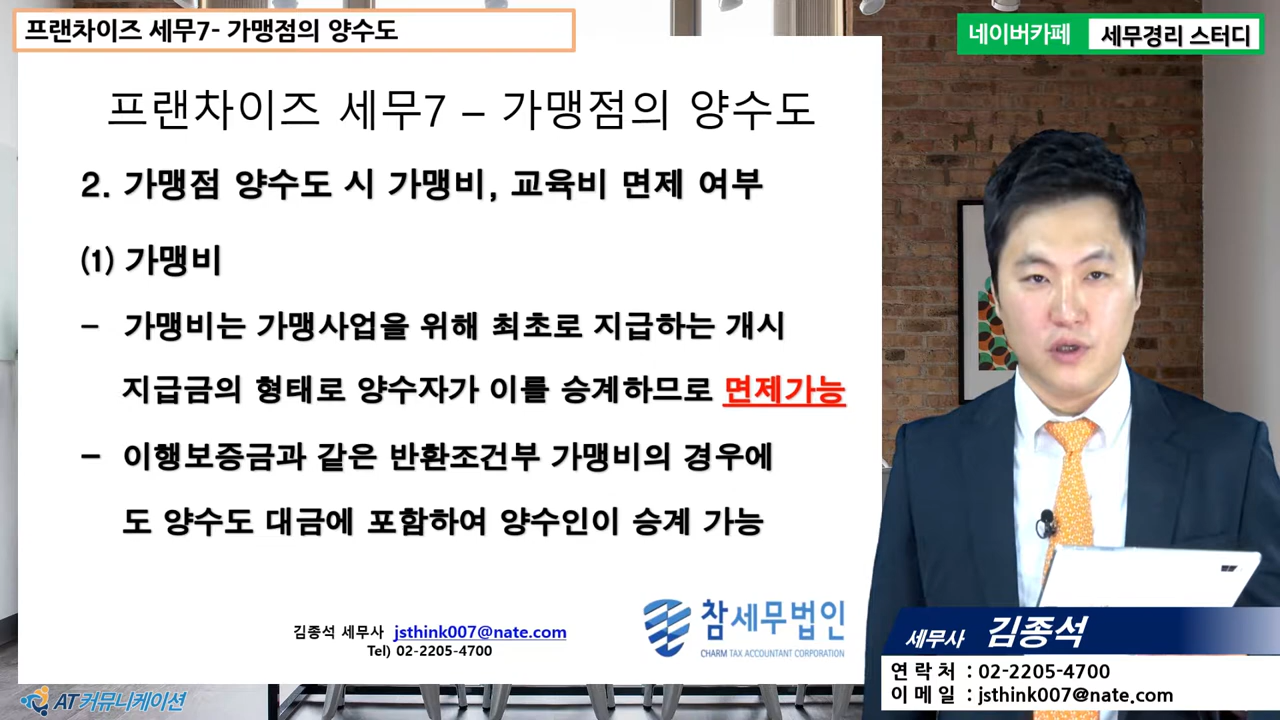 프랜차이즈 세무7- 가맹점의 양수도
네이버카페 세무경리 스터디
프랜차이즈 세무7 – 가맹점의 양수도
2. 가맹점 양수도 시 가맹비, 교육비 면제 여부
(1) 가맹비
– 가맹비는 가맹사업을 위해 최초로 지급하는 개시
지급금의 형태로 양수자가 이를 승계하므로 면제가능
– 이행보증금과 같은 반환조건부 가맹비의 경우에
도 양수도 대금에 포함하여 양수인이 승계 가능
김종석 세무사 jsthink007@nate.com
Tel) 02-2205-4700
참세무법인
CHARM TAX ACCOUNTANT CORPORATION
세무사 김종석
연 락 처 : 02-2205-4700
이 메 일 : jsthink007@nate.com
AT커뮤니케이션